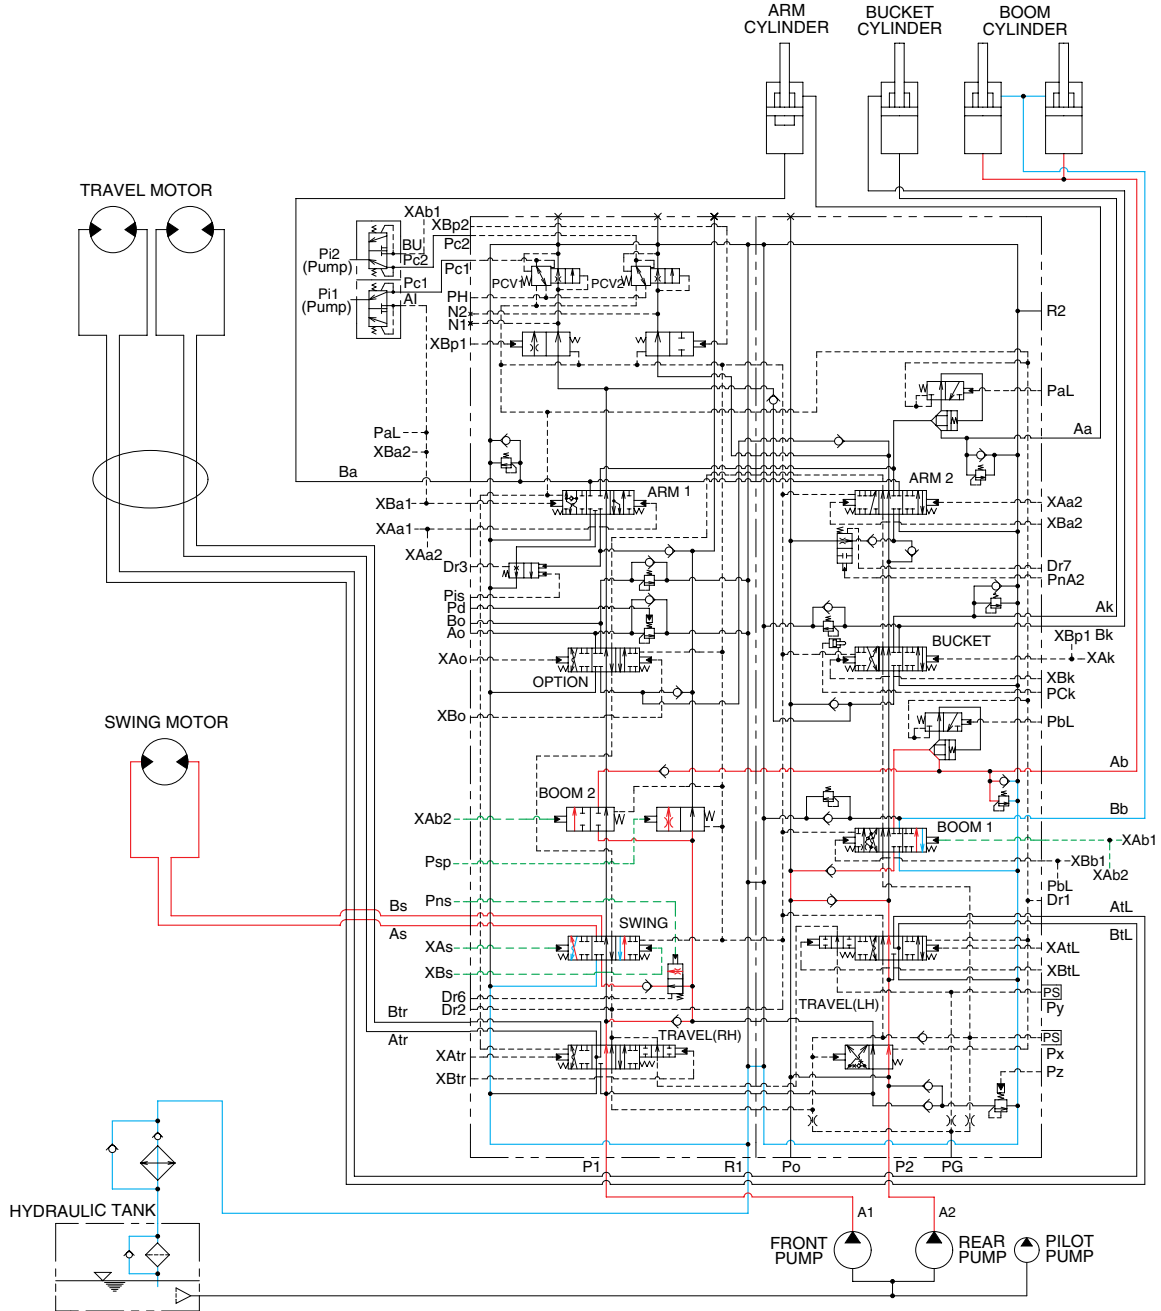 ARM
CYLINDER
BUCKET
CYLINDER
BOOM
CYLINDER
TRAVEL MOTOR
XAb1
XBp2
BU
Pc2
Pi2
(Pump)
Pc2
Pc1
Pc1
Pi1
(Pump)
AI
PCV1
PCV2
PH
N2
N1
R2
XBp1
PaL
Aa
PaL
XBa2
Ba
ARM 1
ARM 2
XBa1
XAa2
XAa1
XBa2
XAa2
Dr3
Dr7
PnA2
Pis
Pd
Bo
Ao
Ak
XBp1 Bk
BUCKET
XAo
XAk
OPTION
XBk
PCk
XBo
PbL
SWING MOTOR
Ab
BOOM 2
Bb
XAb2
BOOM 1
XAb1
Psp
XBb1
XAb2
PbL
Pns
Dr1
Bs
AtL
SWING
As
BtL
XAs
XAtL
XBs
XBtL
Dr6
PS
Dr2
TRAVEL(LH)
Py
Btr
TRAVEL(RH)
PS
Atr
XAtr
Px
XBtr
Pz
P1
R1
Po
P2
PG
HYDRAULIC TANK
A1
A2
FRONT
PUMP
REAR
PUMP
PILOT
PUMP